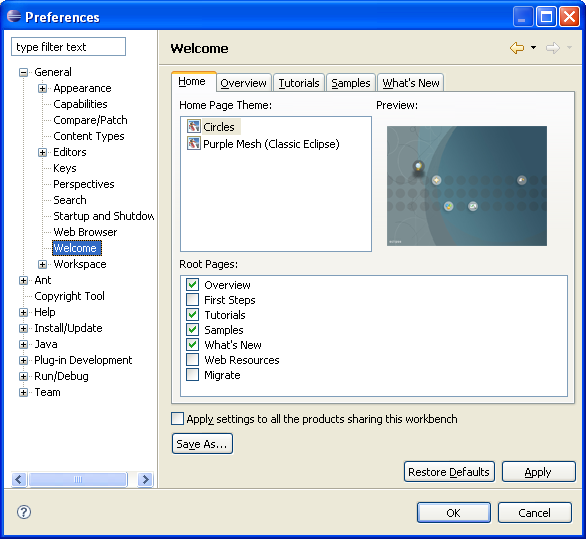 Preferences
type filter text
Welcome
General
Appearance
Capabilities
Compare/Patch
Content Types
Editors
Keys
Perspectives
Search
Startup and Shutdow
Web Browser
Welcome
Workspace
Ant
Copyright Tool
Help
Install/Update
Java
Plug-in Development
Run/Debug
Team
Home
Overview
Tutorials
Samples
What's New
Home Page Theme:
Preview:
Circles
Purple Mesh (Classic Eclipse)
Root Pages:
Overview
First Steps
Tutorials
Samples
What's New
Web Resources
Migrate
Apply settings to all the products sharing this workbench
Save As...
Restore Defaults
Apply
OK
Cancel